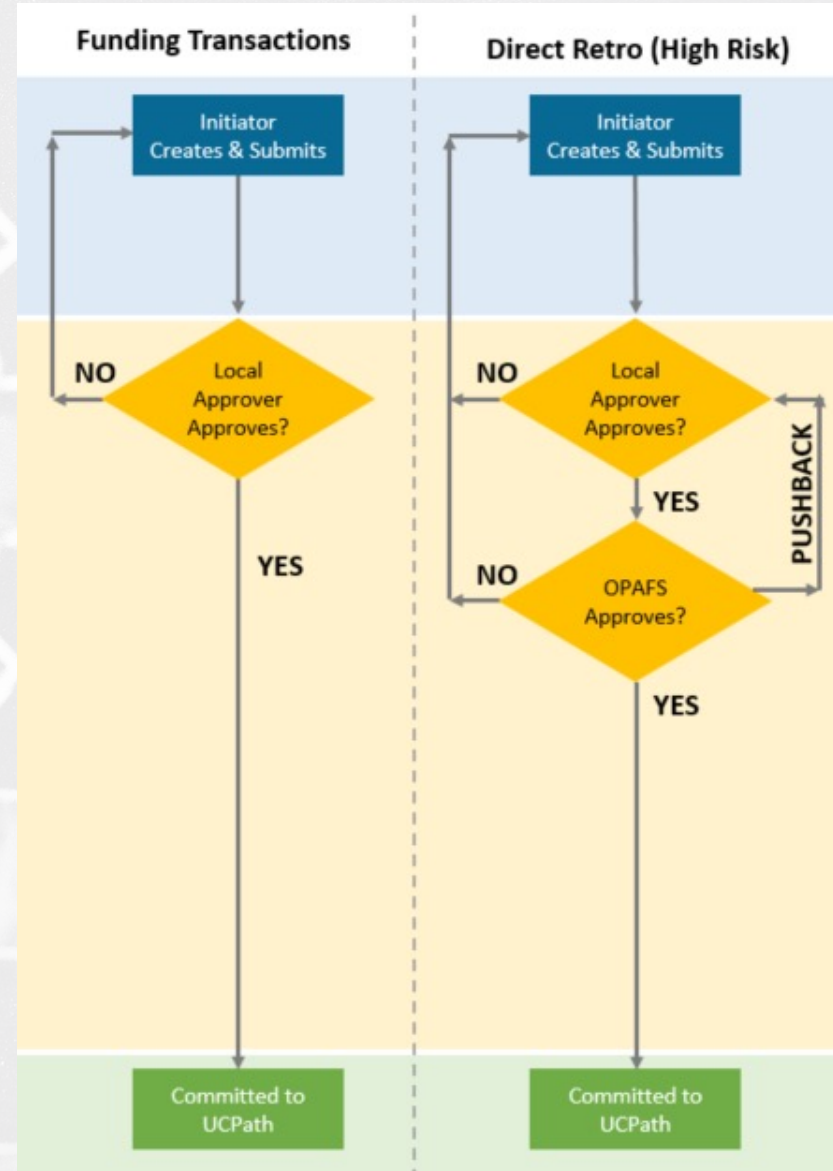 Funding Transactions
Initiator
Creates & Submits
NO
Local
Approver
Approves?
YES
Committed to
UCPath
Direct Retro (High Risk)
Initiator
Creates & Submits
NO
Local
Approver
Approves?
YES
PUSHBACK
NO
OPAFS
Approves?
YES
Committed to
UCPath